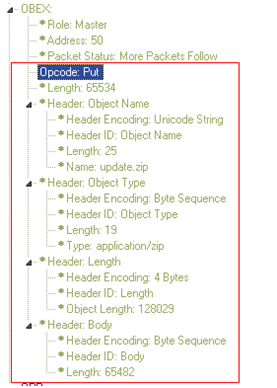 OBEX:
* Role: Master
* Address: 50
* Packet Status: More Packets Follow
Opcode: Put
* Length: 65534
* Header: Object Name
* Header Encoding: Unicode String
* Header ID: Object Name
* Length: 25
* Name: update.zip
* Header: Object Type
* Header Encoding: Byte Sequence
* Header ID: Object Type
* Length: 19
* Type: application/zip
* Header: Length
* Header Encoding: 4 Bytes
* Header ID: Length
* Object Length: 128029
* Header: Body
* Header Encoding: Byte Sequence
* Header ID: Body
* Length: 65482